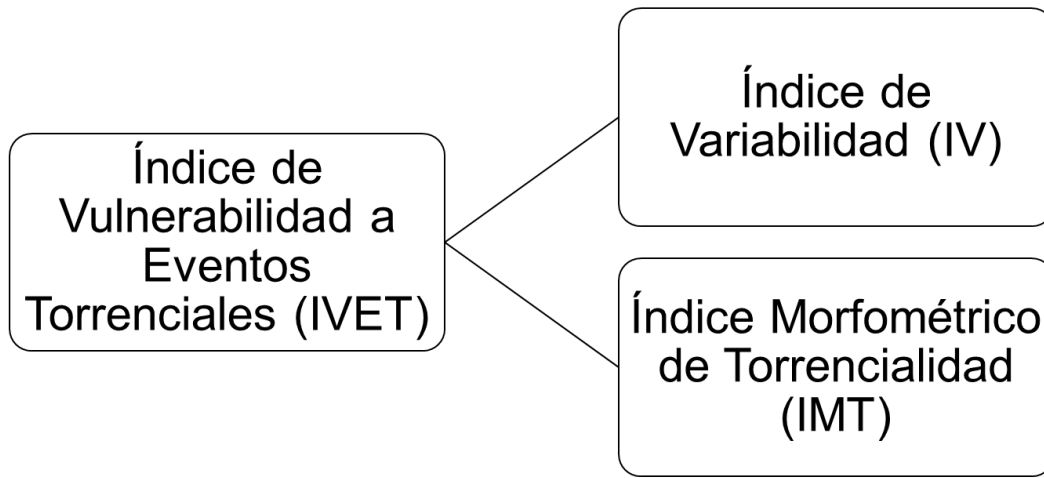 Índice de
Vulnerabilidad a
Eventos
Torrenciales (IVET)
Índice de
Variabilidad (IV)
Índice Morfométrico
de Torrencialidad
(IMT)